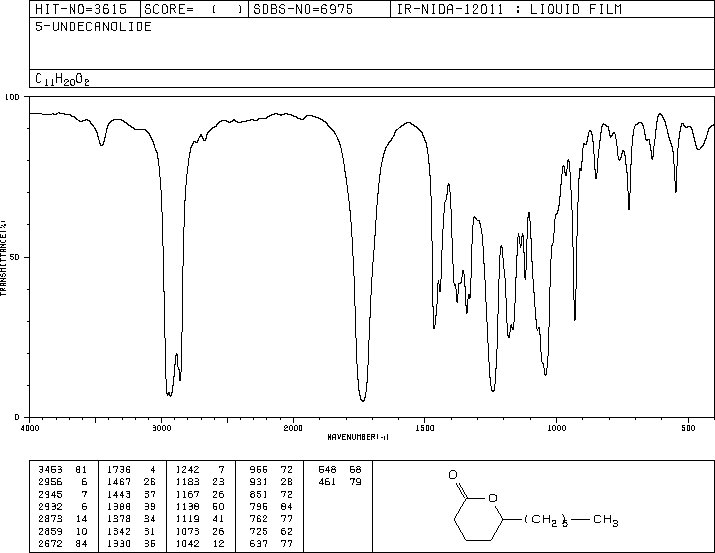 HIT-NO=3615 SCORE= ( ) SDBS-NO=6975 IR-NIDA-12011 : LIQUID FILM
5-UNDECANOLIDE
C11H20O2
100
50
0
TRANSMITTANCE(%)
4000 3000 2000 1500 1000 500
WAVENUMBER(-1)
3453 81 1736 4 1242 7 966 72 548 68
2956 6 1467 26 1183 23 931 28 461 79
2945 7 1443 37 1167 26 851 72
2932 6 1388 39 1138 60 796 84
2873 14 1378 34 1119 41 762 77
2859 10 1342 31 1073 26 725 62
2672 84 1330 36 1042 12 637 77
O
O
(CH2)5—CH3